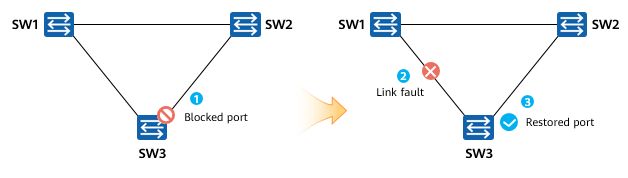 SW1
SW2
1
Blocked port
SW3
SW1
SW2
2
Link fault
3
Restored port
SW3